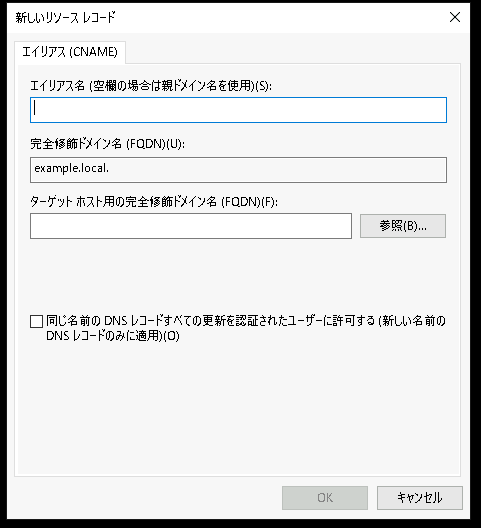 新しいリソース レコード
エイリアス (CNAME)
エイリアス名 (空欄の場合は親ドメイン名を使用)(S):
完全修飾ドメイン名 (FQDN)(U):
example.local.
ターゲット ホスト用の完全修飾ドメイン名 (FQDN)(F):
参照(B)...
同じ名前の DNS レコードすべての更新を認証されたユーザーに許可する (新しい名前の
DNS レコードのみに適用)(O)
OK
キャンセル